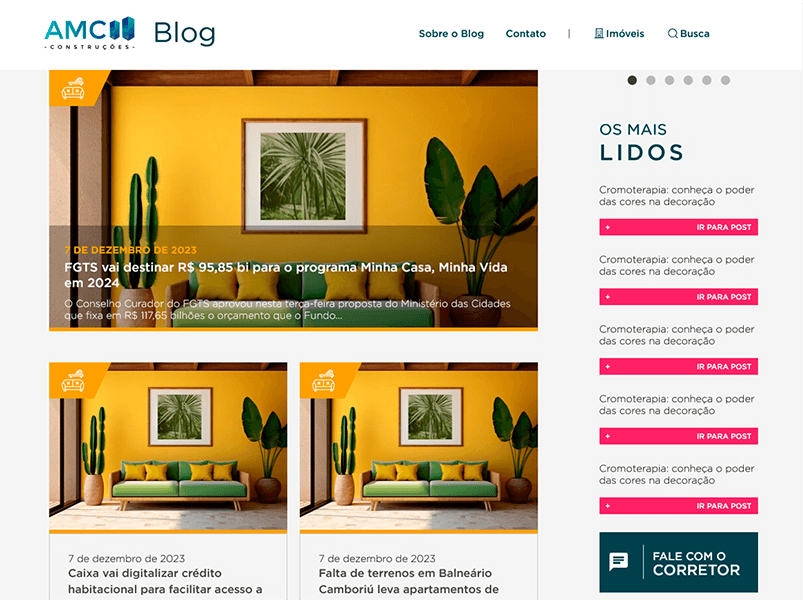 AMC
- CONSTRUÇÕES -
Blog
Sobre o Blog
Contato
|
Imóveis
Busca
7 DE DEZEMBRO DE 2023
FGTS vai destinar R$ 95,85 bi para o programa Minha Casa, Minha Vida
em 2024
O Conselho Curador do FGTS aprovou nesta terça-feira proposta do Ministério das Cidades
que fixa em R$ 117,65 bilhões o orçamento que o Fundo...
7 de dezembro de 2023
Caixa vai digitalizar crédito
habitacional para facilitar acesso a
7 de dezembro de 2023
Falta de terrenos em Balneário
Camboriú leva apartamentos de
OS MAIS
LIDOS
Cromoterapia: conheça o poder
das cores na decoração
+ IR PARA POST
Cromoterapia: conheça o poder
das cores na decoração
+ IR PARA POST
Cromoterapia: conheça o poder
das cores na decoração
+ IR PARA POST
Cromoterapia: conheça o poder
das cores na decoração
+ IR PARA POST
Cromoterapia: conheça o poder
das cores na decoração
+ IR PARA POST
FALE COM O
CORRETOR